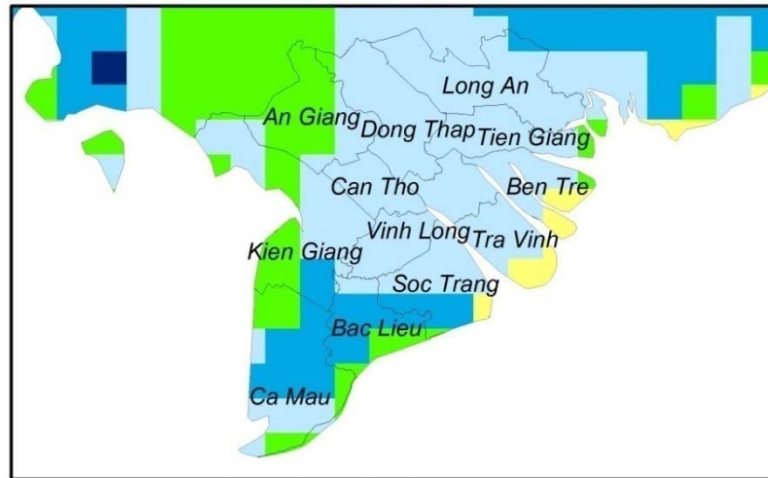 Long An
An Giang
Dong Thap
Tien Giang
Can Tho
Ben Tre
Vinh Long
Tra Vinh
Kien Giang
Soc Trang
Bac Lieu
Ca Mau